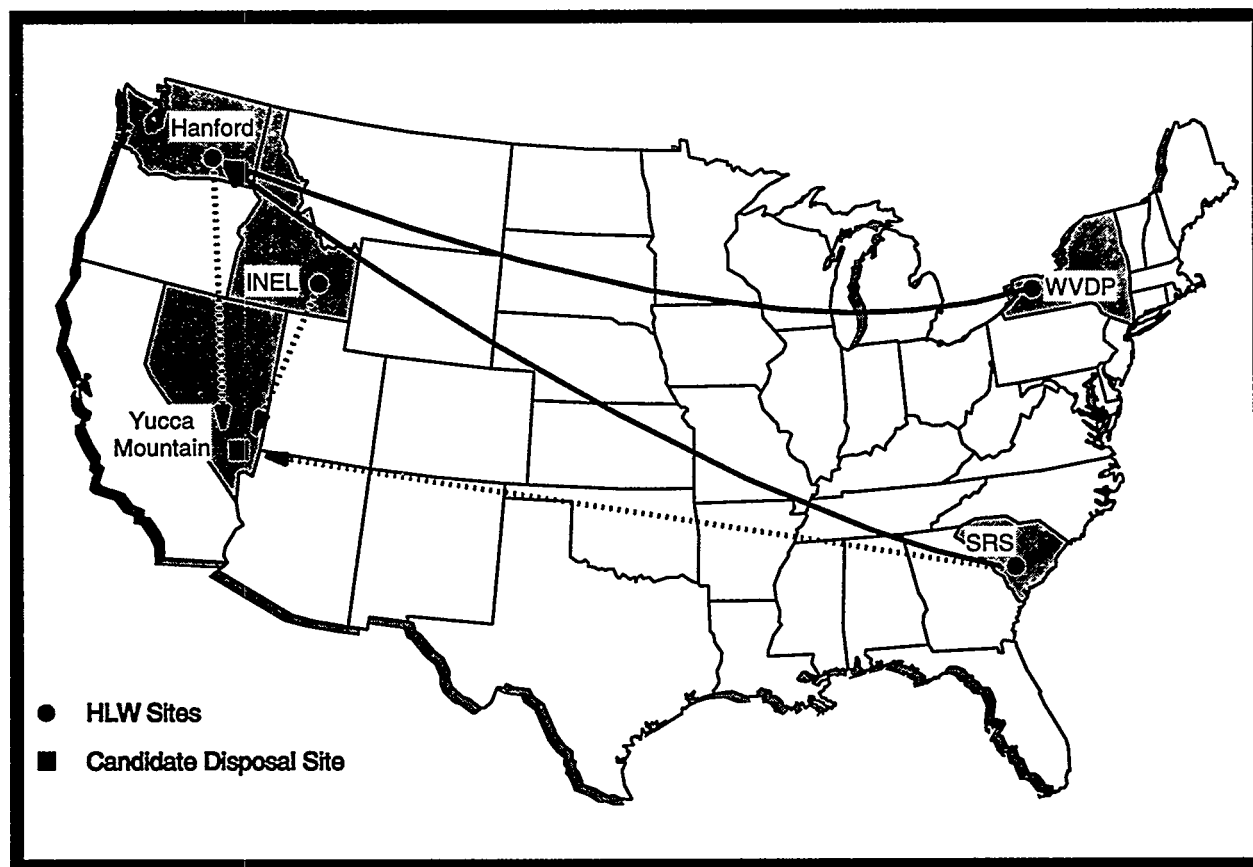 Hanford
INEL
WVDP
Yucca
Mountain
SRS
HLW Sites
Candidate Disposal Site